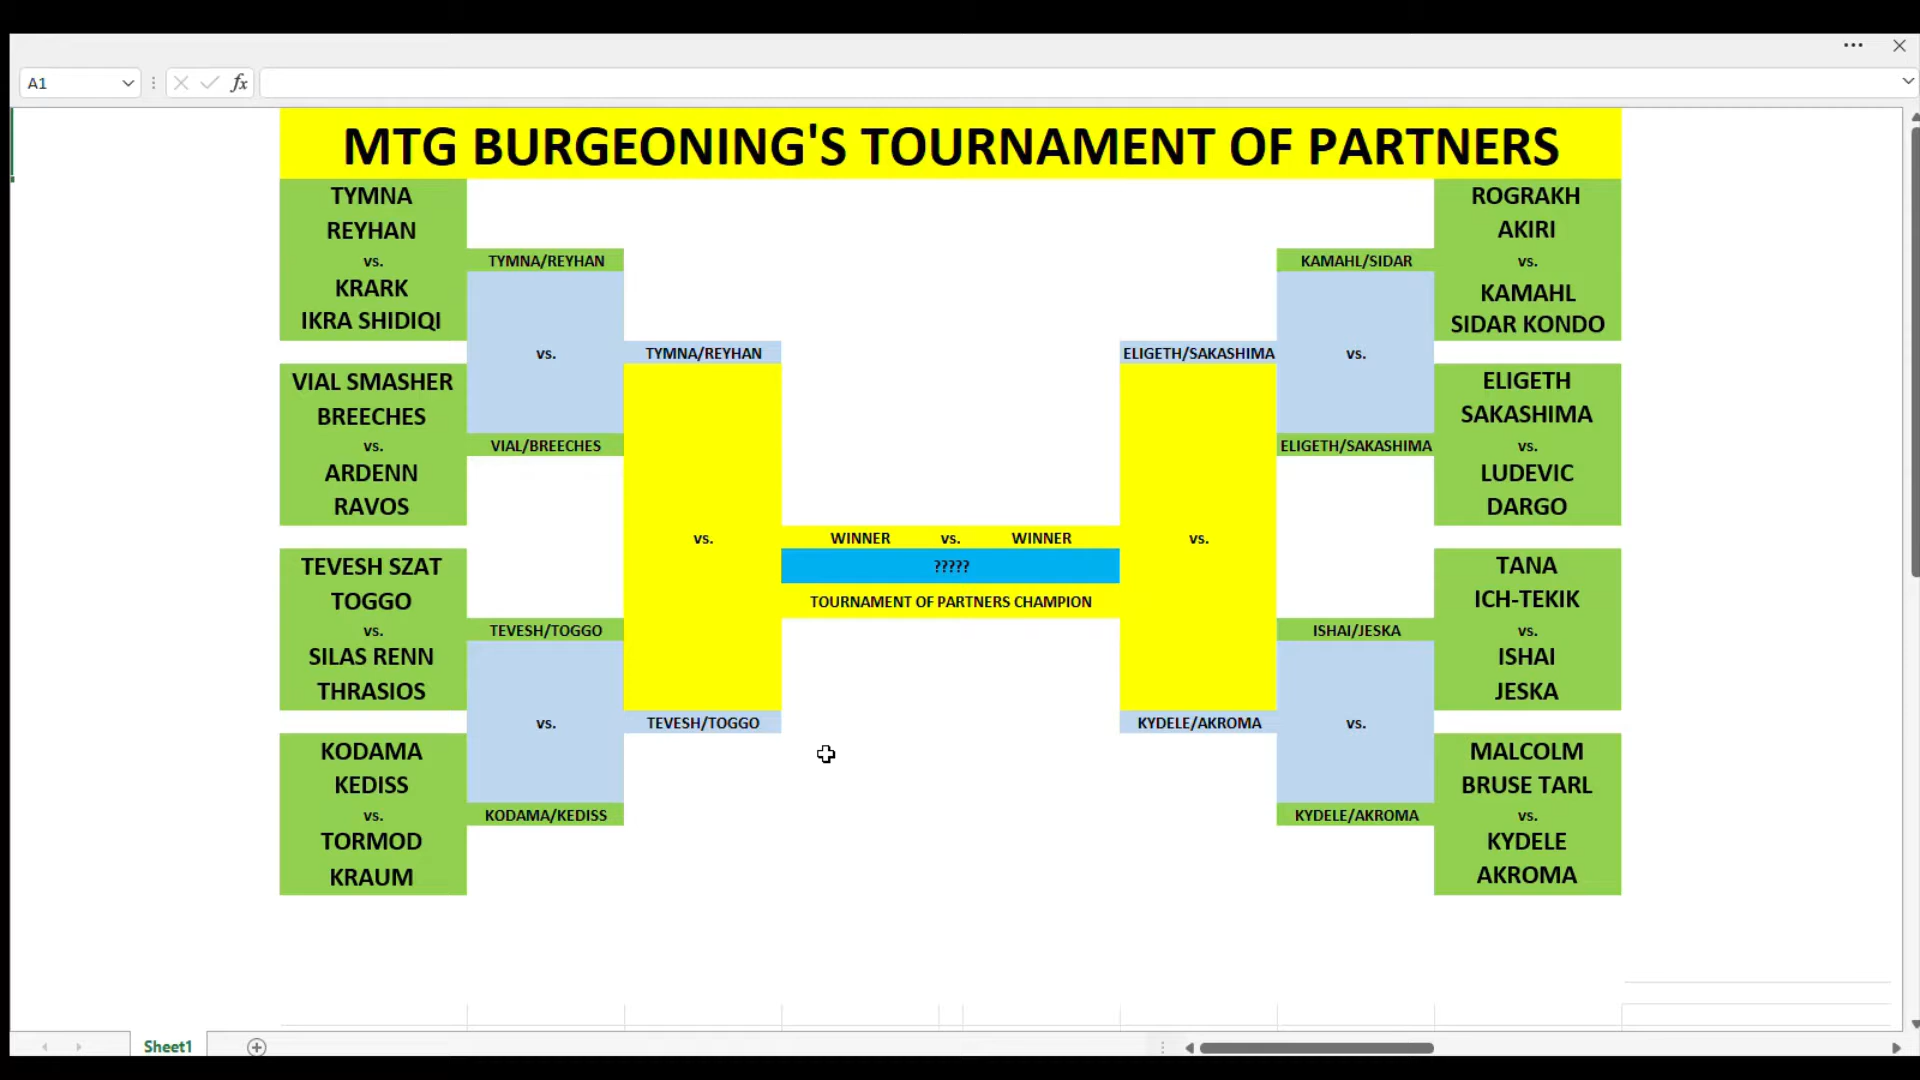 A1
fx
MTG BURGEONING'S TOURNAMENT OF PARTNERS
TYMNA
REYHAN
vs.
KRARK
IKRA SHIDIQI
VIAL SMASHER
BREECHES
vs.
ARDENN
RAVOS
TEVESH SZAT
TOGGO
vs.
SILAS RENN
THRASIOS
KODAMA
KEDISS
vs.
TORMOD
KRAUM
TYMNA/REYHAN
vs.
VIAL/BREECHES
TEVESH/TOGGO
vs.
KODAMA/KEDISS
TYMNA/REYHAN
vs.
TEVESH/TOGGO
WINNER vs. WINNER
?????
TOURNAMENT OF PARTNERS CHAMPION
ELIGETH/SAKASHIMA
vs.
KYDELE/AKROMA
KAMAHL/SIDAR
vs.
ELIGETH/SAKASHIMA
ISHAI/JESKA
vs.
KYDELE/AKROMA
ROGRAKH
AKIRI
vs.
KAMAHL
SIDAR KONDO
ELIGETH
SAKASHIMA
vs.
LUDEVIC
DARGO
TANA
ICH-TEKIK
vs.
ISHAI
JESKA
MALCOLM
BRUSE TARL
vs.
KYDELE
AKROMA
Sheet1